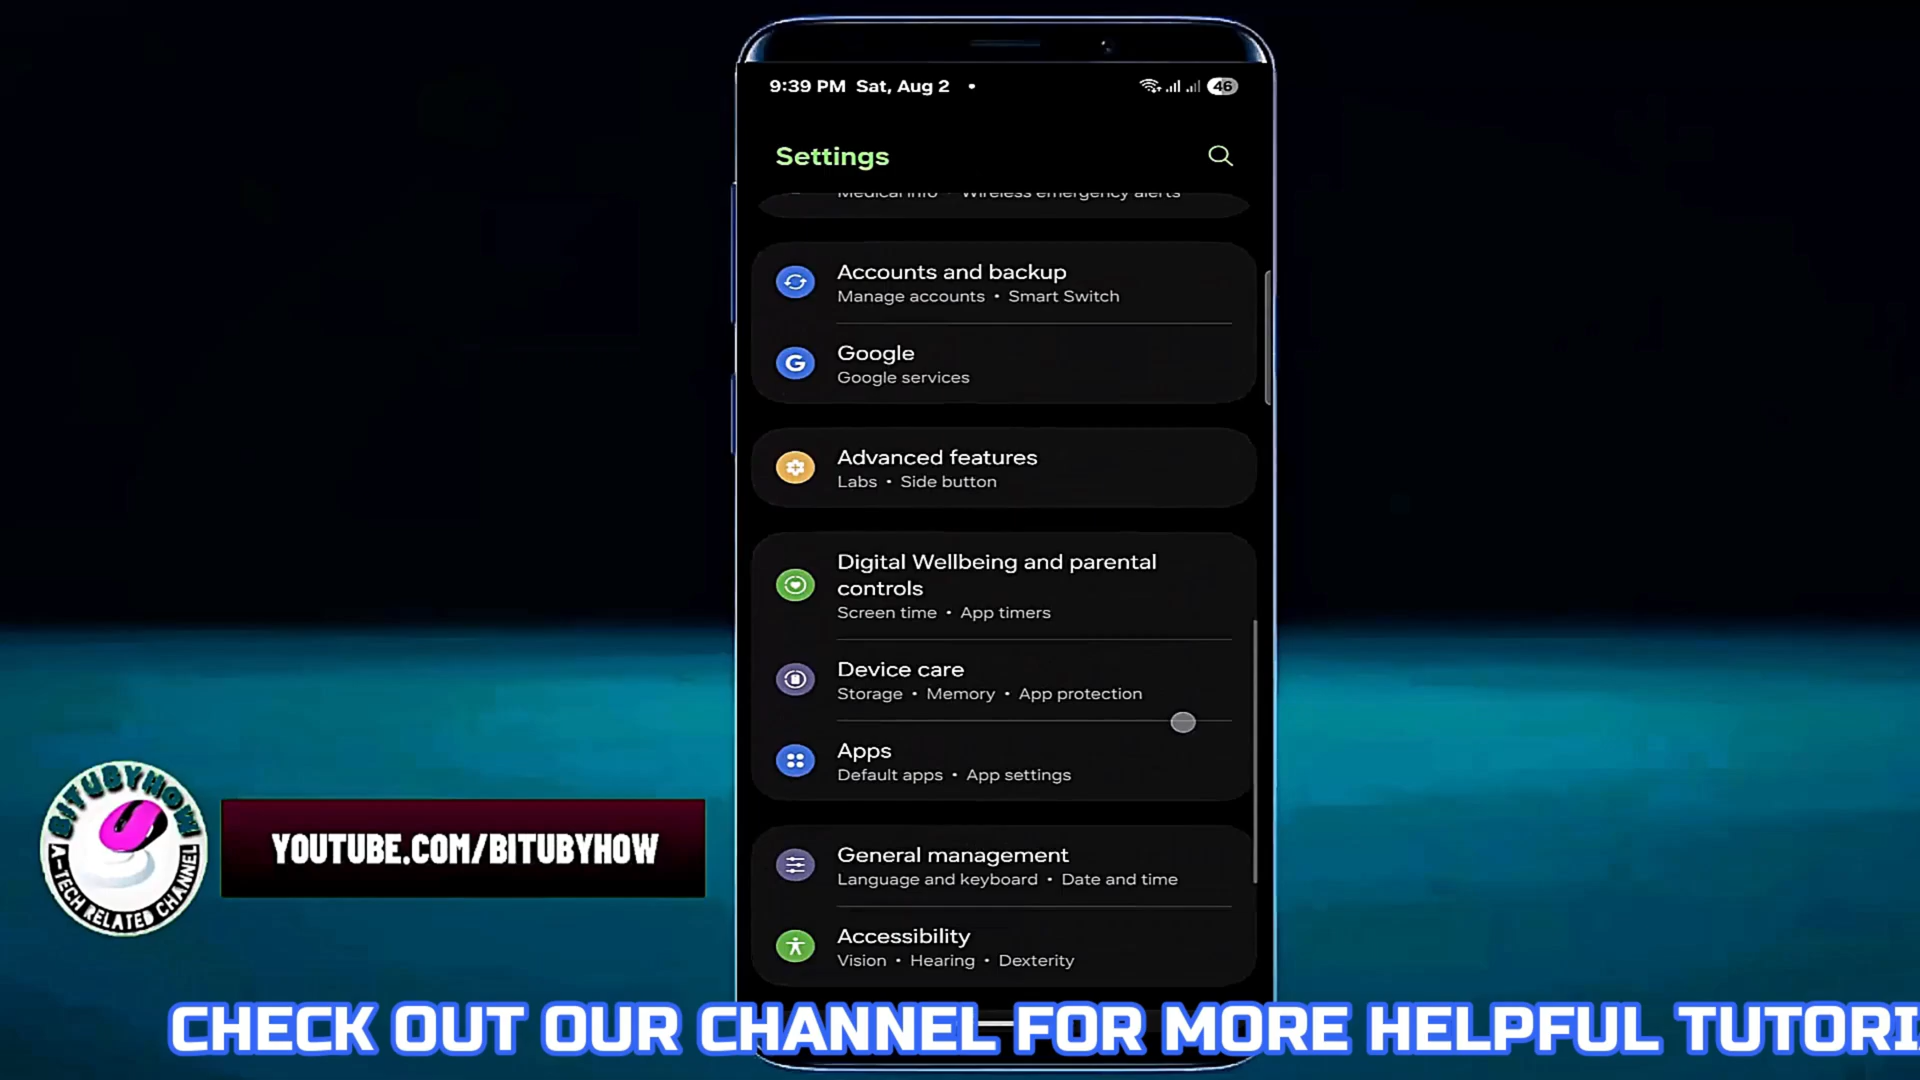 9:39 PM Sat, Aug 2 •
46
Settings
Medical info • Wireless emergency alerts
Accounts and backup
Manage accounts • Smart Switch
G
Google
Google services
Advanced features
Labs • Side button
Digital Wellbeing and parental
controls
Screen time • App timers
Device care
Storage • Memory • App protection
Apps
Default apps • App settings
General management
Language and keyboard • Date and time
Accessibility
Vision • Hearing • Dexterity
BITUBYHOW
A-TECH RELATED CHANNEL
YOUTUBE.COM/BITUBYHOW
CHECK OUT OUR CHANNEL FOR MORE HELPFUL TUTORI